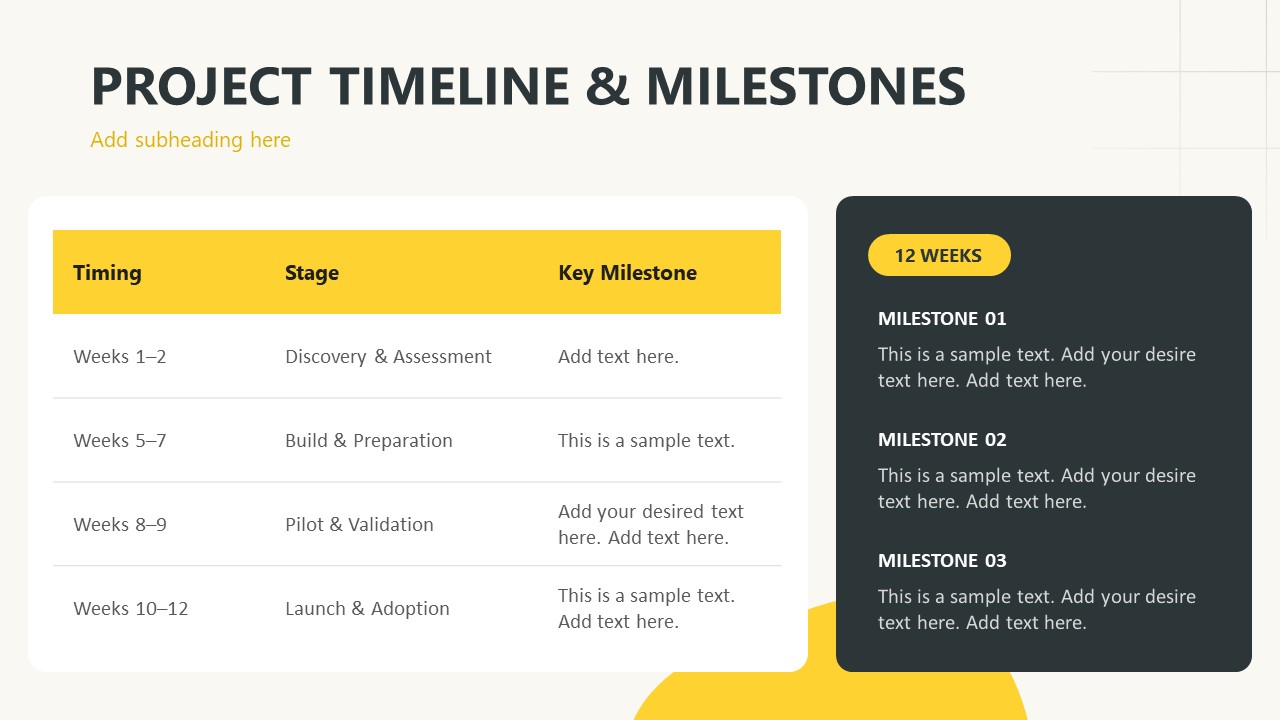 PROJECT TIMELINE & MILESTONES
Add subheading here
Timing Stage Key Milestone
Weeks 1–2 Discovery & Assessment Add text here.
Weeks 5–7 Build & Preparation This is a sample text.
Weeks 8–9 Pilot & Validation Add your desired text
here. Add text here.
Weeks 10–12 Launch & Adoption This is a sample text.
Add text here.
12 WEEKS
MILESTONE 01
This is a sample text. Add your desire
text here. Add text here.
MILESTONE 02
This is a sample text. Add your desire
text here. Add text here.
MILESTONE 03
This is a sample text. Add your desire
text here. Add text here.